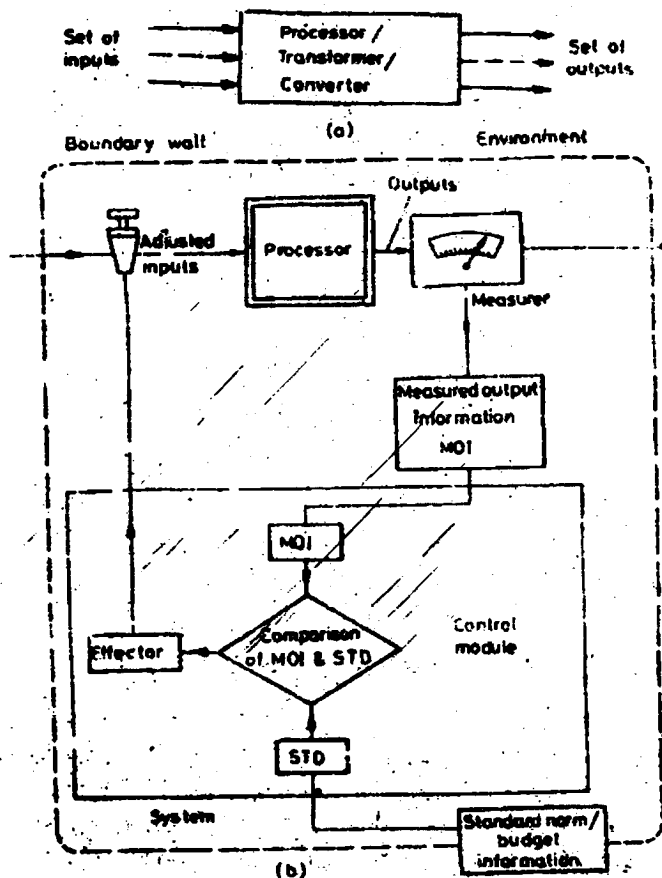 Set of
inputs
Processor/
Transformer/
Converter
Set of
outputs
(a)
Boundary wall
Environment
Outputs
Adjusted
inputs
Processor
Measurer
Measured output
Information
MOI
MOI
Comparison
of MOI & STD
Control
module
Effector
STD
System
Standard norm/
budget
information
(b)